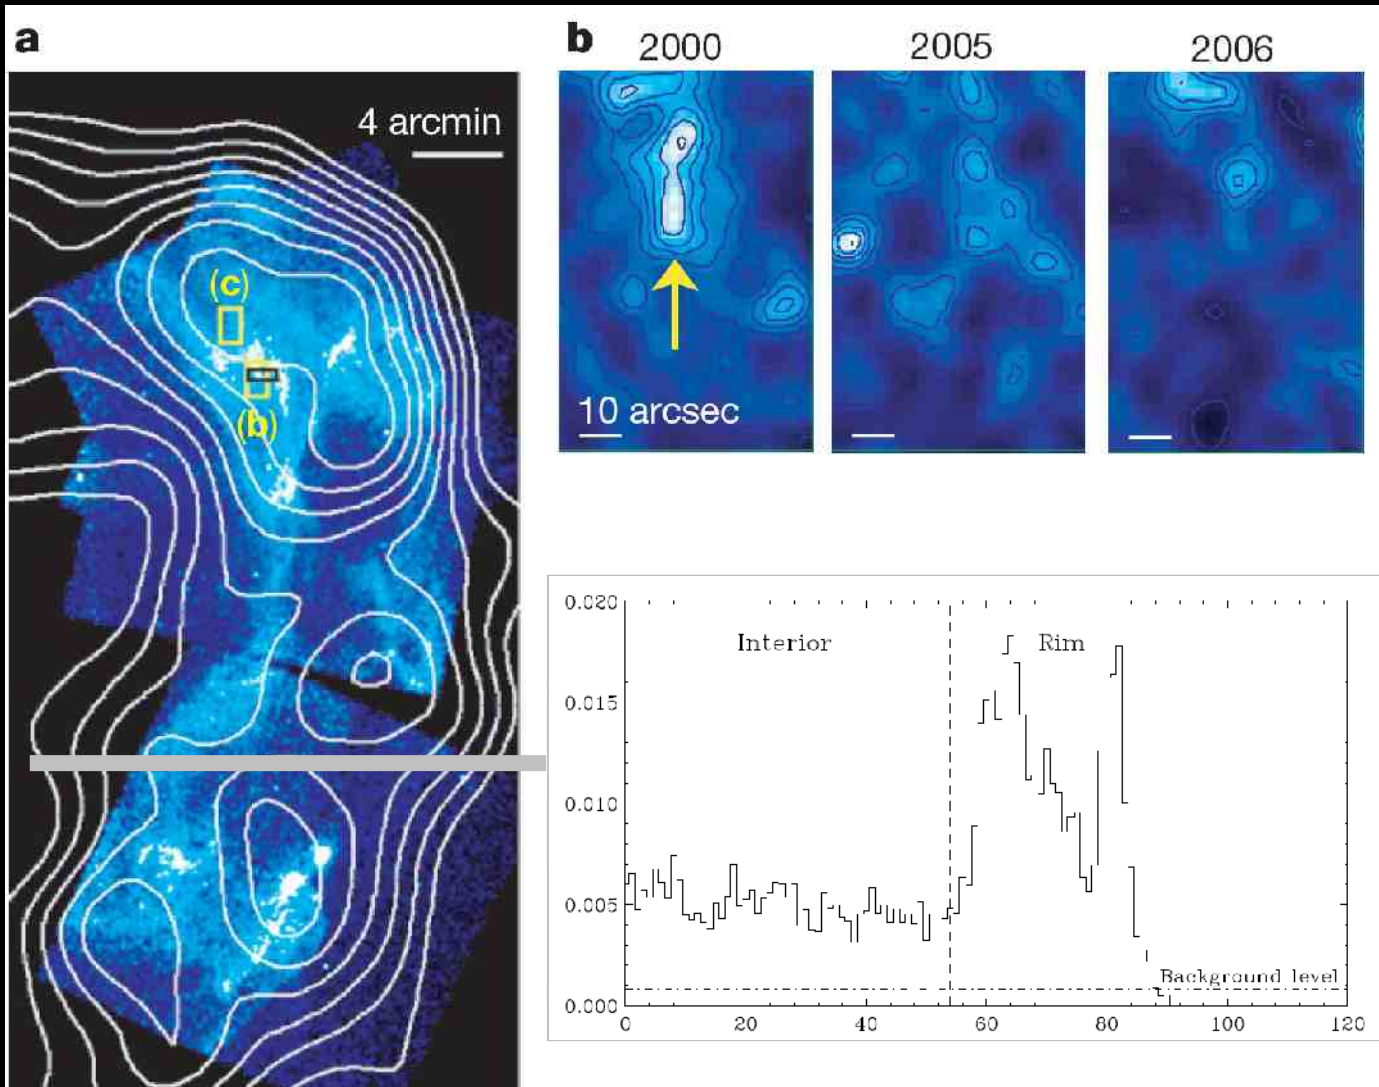 a
4 arcmin
(c)
(b)
b
2000 2005 2006
10 arcsec
0.020
0.015
0.010
0.005
0.000
Interior Rim
Background level
0 20 40 60 80 100 120